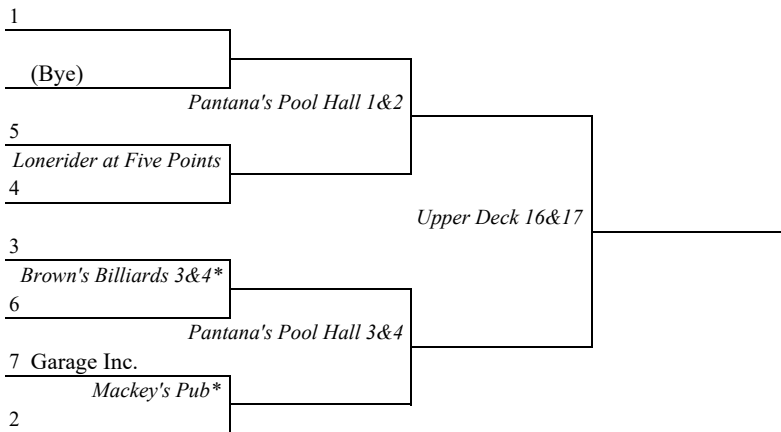 1
(Bye)
Pantana's Pool Hall 1&2
5
Lonerider at Five Points
4
Upper Deck 16&17
3
Brown's Billiards 3&4*
6
Pantana's Pool Hall 3&4
7 Garage Inc.
Mackey's Pub*
2